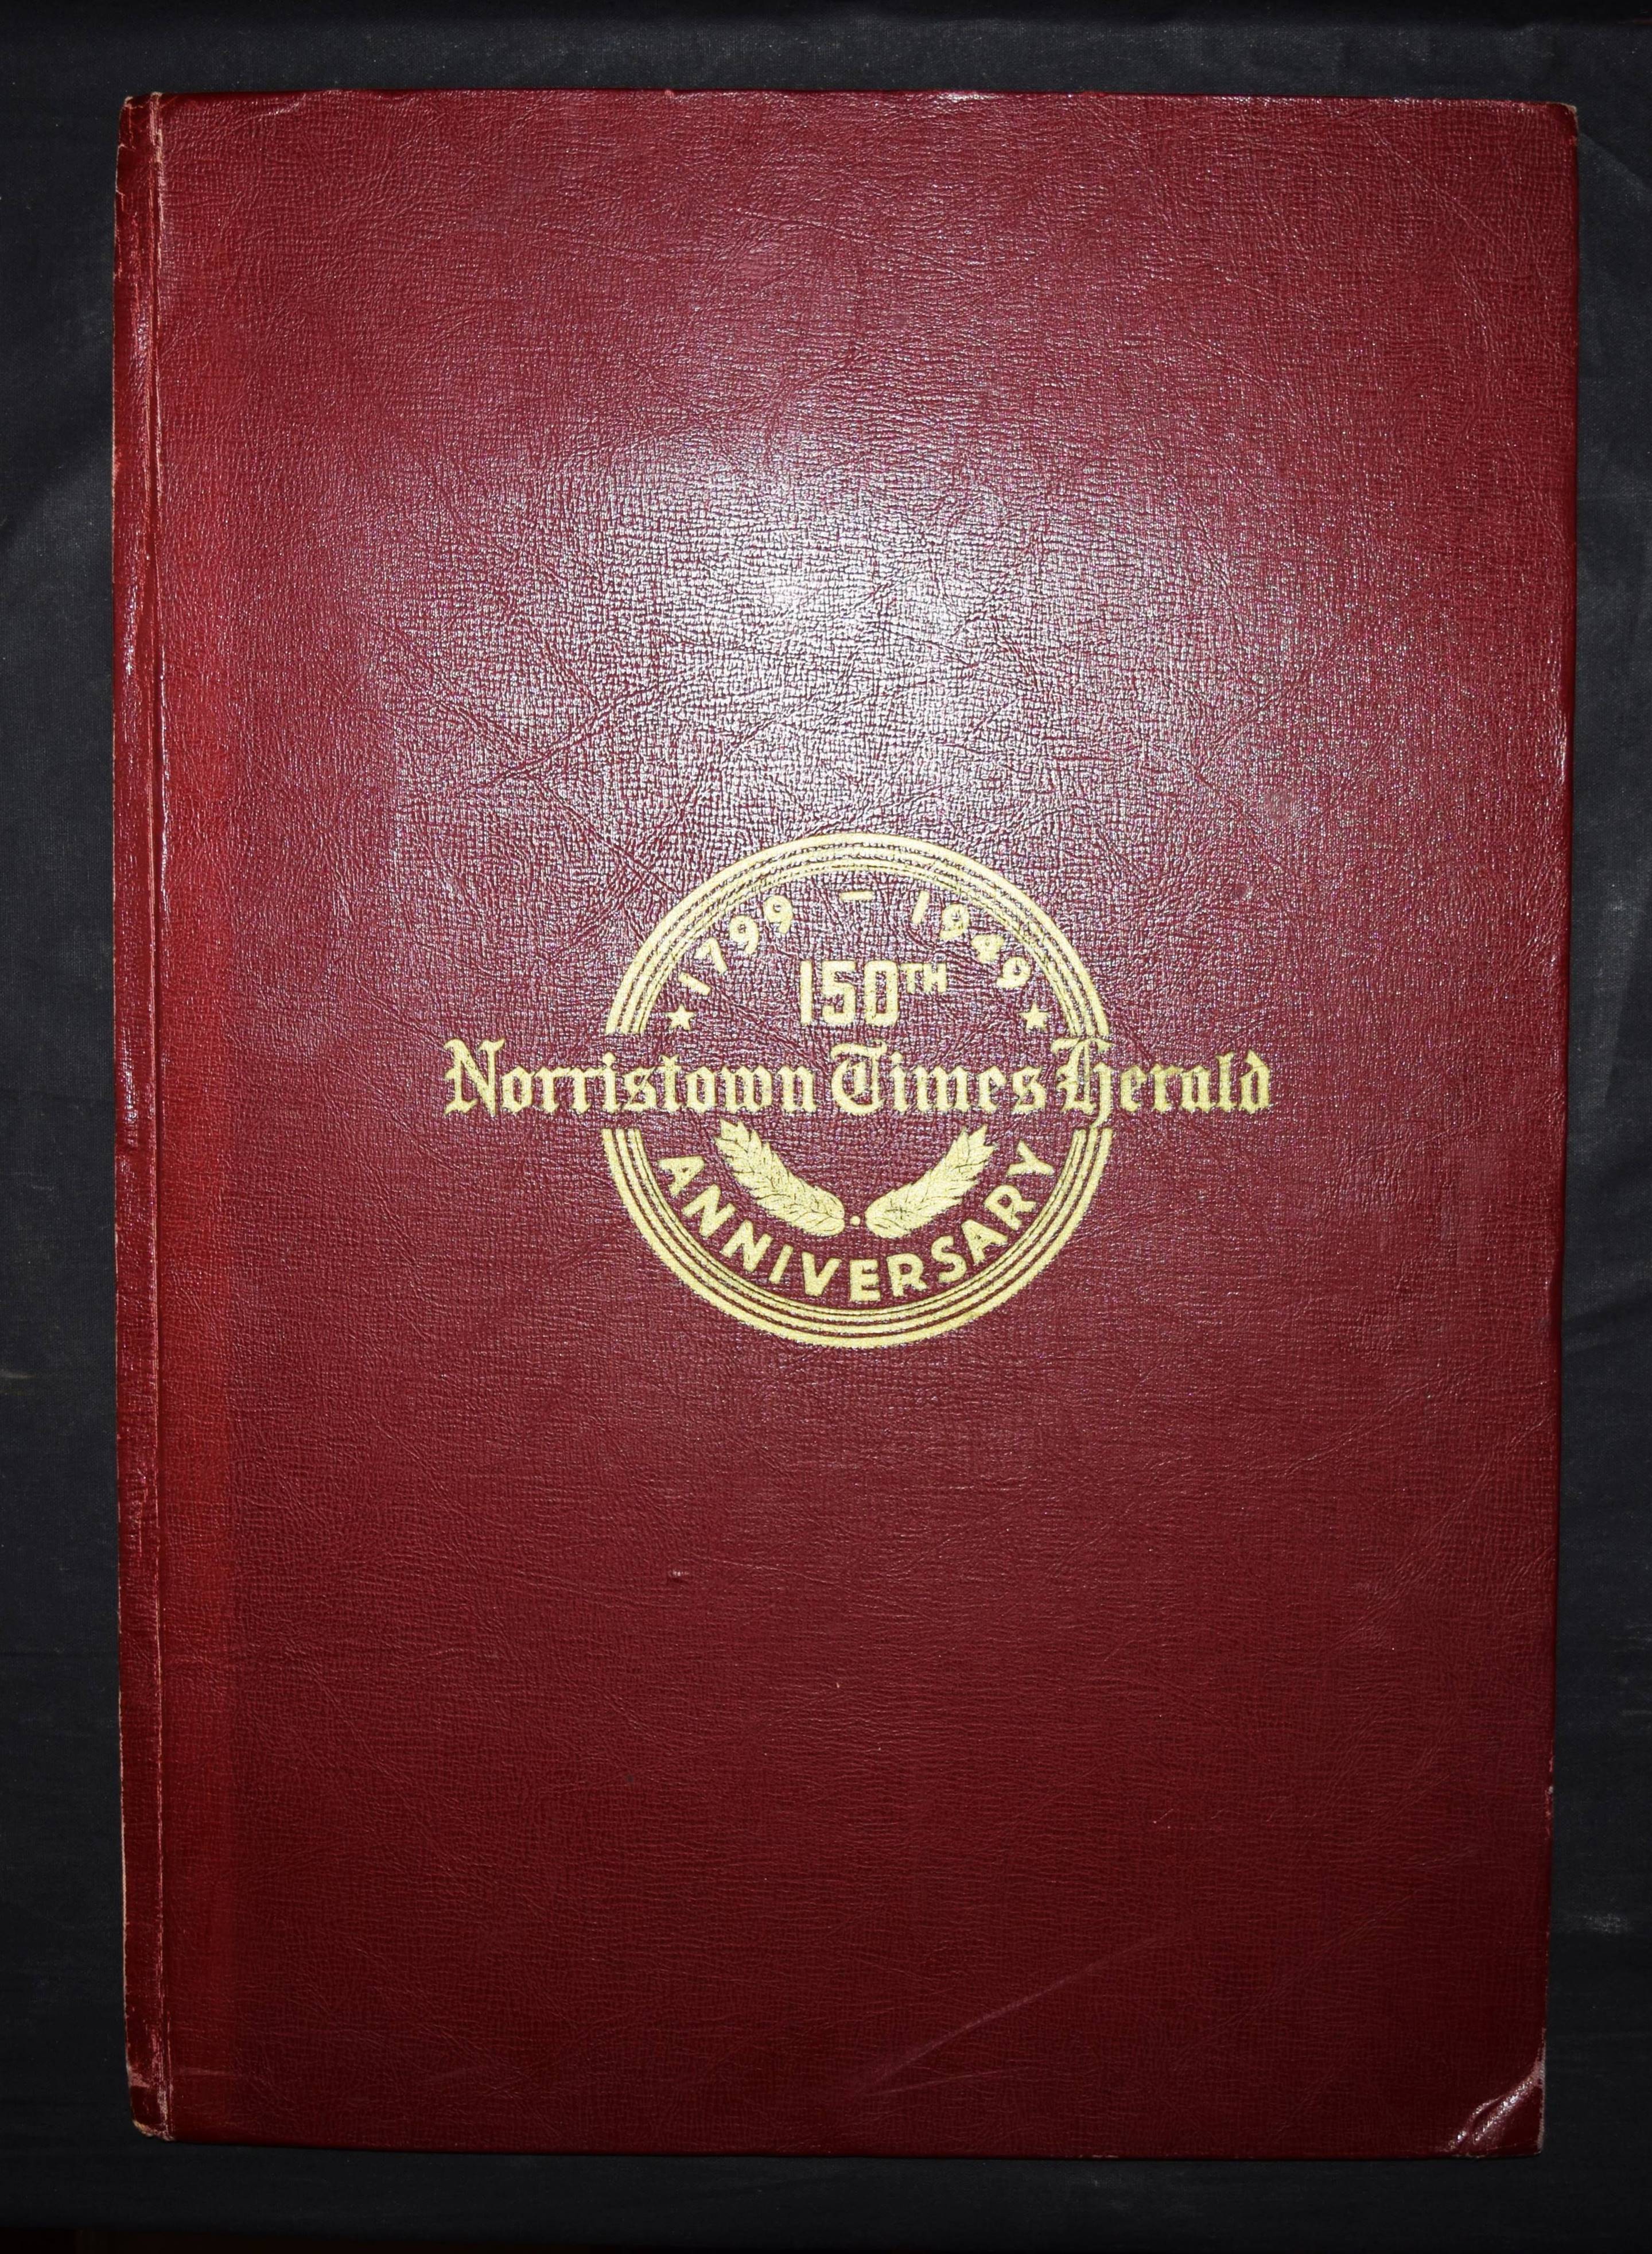 1799 – 1949
150TH
Norristown Times Herald
ANNIVERSARY